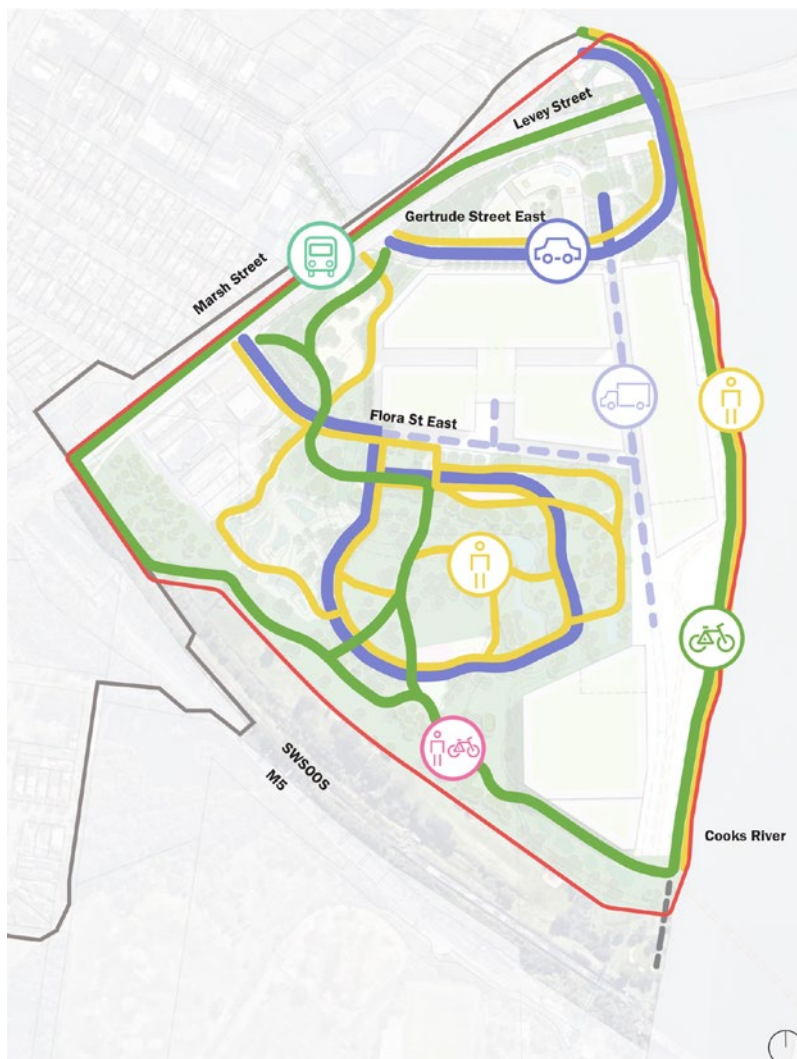 Levey Street
Gertrude Street East
Marsh Street
Flora St East
SWSOOS
M5
Cooks River